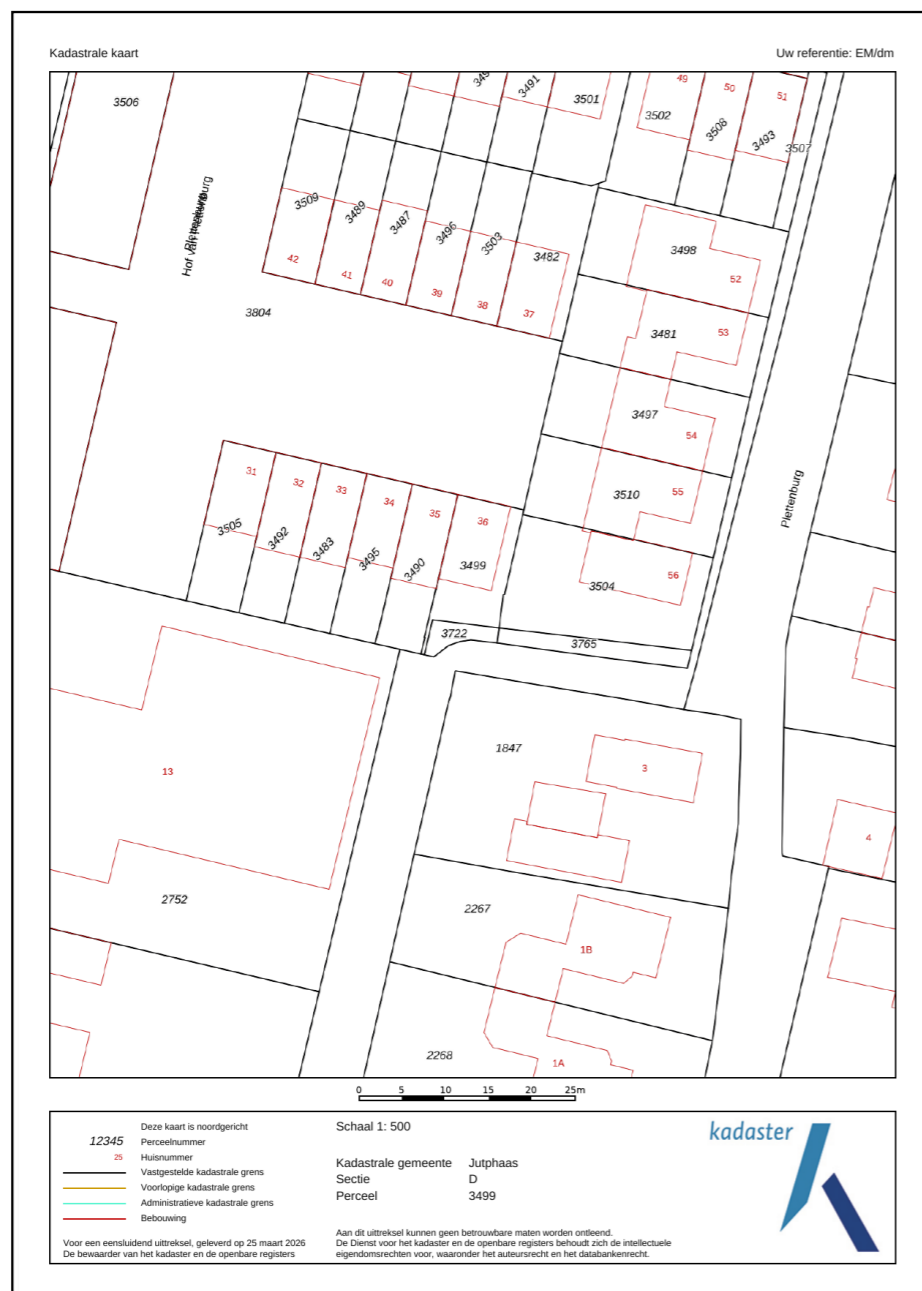 Kadastrale kaart
Uw referentie: EM/dm
3506
3491
3501
49
50
51
3502
3508
3493
3507
Hof van Plettenburg
3509
3489
3487
3496
3503
3482
3498
42
41
40
39
38
37
52
3804
3481
53
3497
54
31
32
33
34
35
36
3510
55
Plettenburg
3505
3492
3483
3495
3490
3499
3504
56
3722
3765
1847
13
3
4
2752
2267
1B
2268
1A
0 5 10 15 20 25m
Deze kaart is noordgericht
12345 Perceelnummer
25 Huisnummer
Vastgestelde kadastrale grens
Voorlopige kadastrale grens
Administratieve kadastrale grens
Bebouwing
Voor een eensluidend uittreksel, geleverd op 25 maart 2026
De bewaarder van het kadaster en de openbare registers
Schaal 1: 500
Kadastrale gemeente Jutphaas
Sectie D
Perceel 3499
Aan dit uittreksel kunnen geen betrouwbare maten worden ontleend.
De Dienst voor het kadaster en de openbare registers behoudt zich de intellectuele
eigendomsrechten voor, waaronder het auteursrecht en het databankenrecht.
kadaster